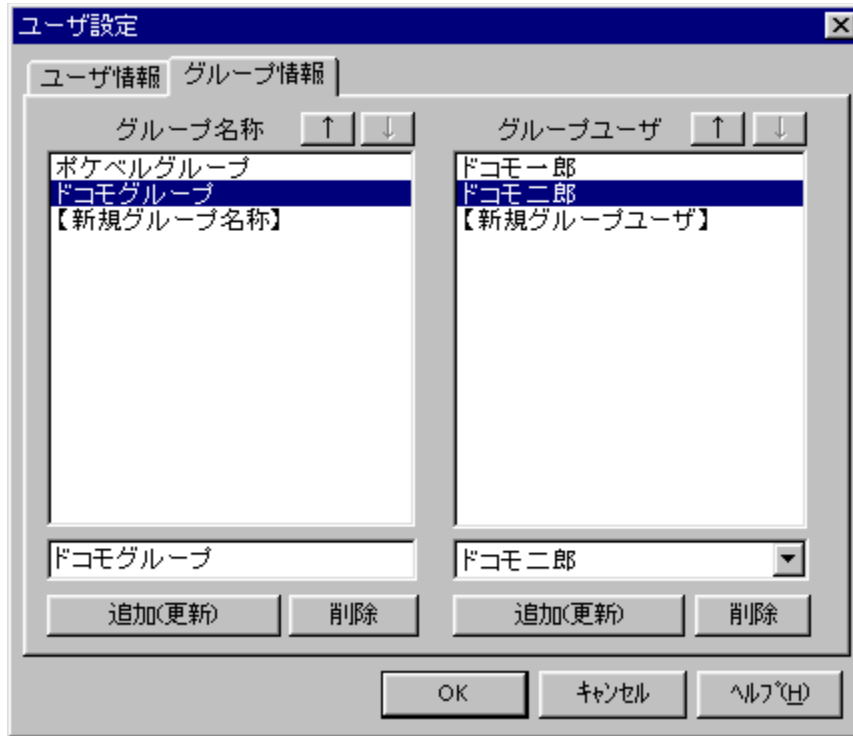 ユーザ設定
ユーザ情報 グループ情報
グループ名称 ↑ ↓
ポケベルグループ
ドコモグループ
【新規グループ名称】
ドコモグループ
追加(更新) 削除
グループユーザ ↑ ↓
ドコモ一郎
ドコモ二郎
【新規グループユーザ】
ドコモ二郎
追加(更新) 削除
OK ｷｬﾝｾﾙ ﾍﾙﾌﾟ(H)